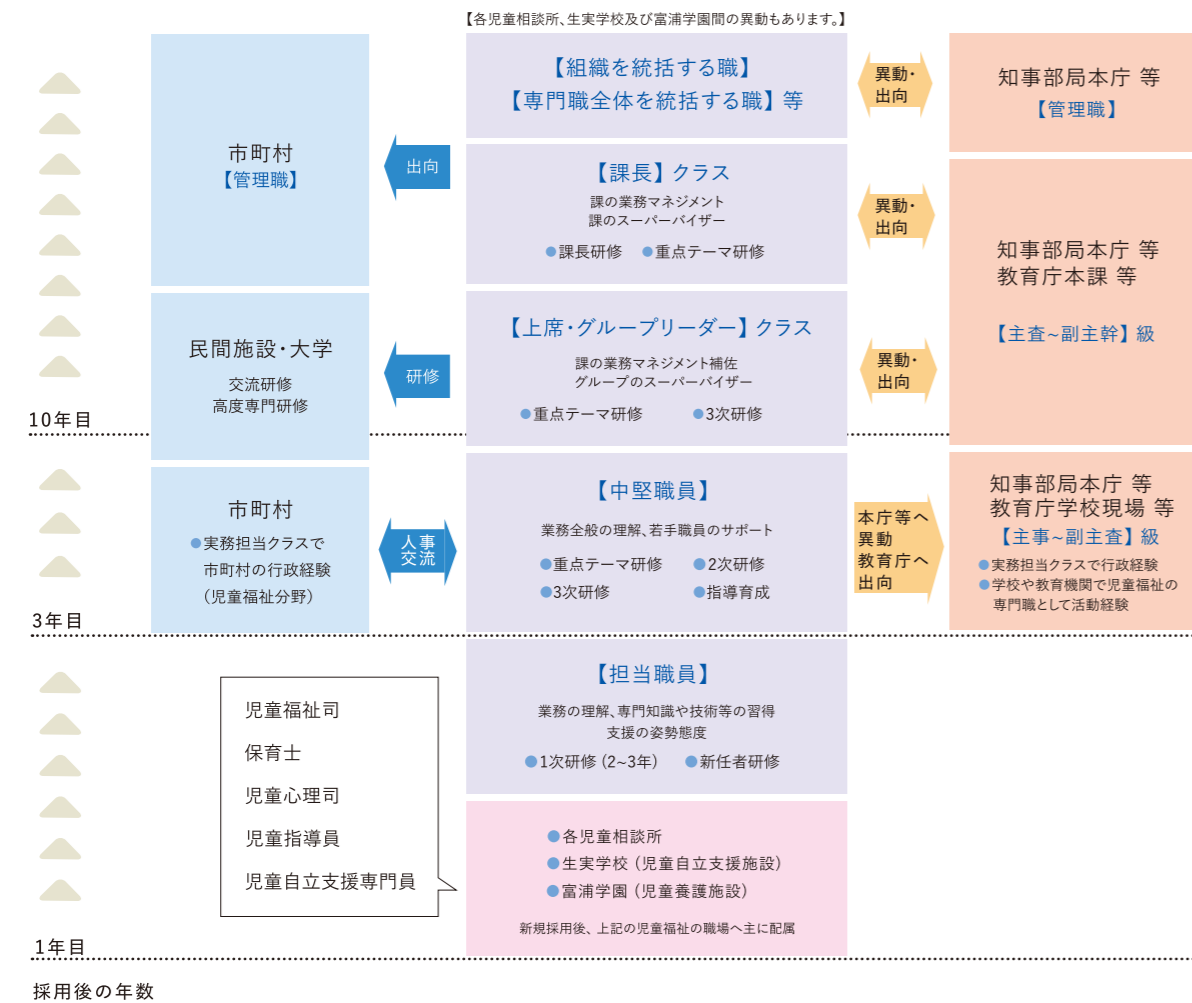 【各児童相談所、生実学校及び富浦学園間の異動もあります。】
【組織を統括する職】
【専門職全体を統括する職】等
異動・
出向
知事部局本庁 等
【管理職】
市町村
【管理職】
出向
【課長】クラス
課の業務マネジメント
課のスーパーバイザー
●課長研修 ●重点テーマ研修
異動・
出向
知事部局本庁 等
教育庁本課 等
【主査~副主幹】級
民間施設・大学
交流研修
高度専門研修
研修
【上席・グループリーダー】クラス
課の業務マネジメント補佐
グループのスーパーバイザー
●重点テーマ研修 ●3次研修
異動・
出向
10年目
市町村
●実務担当クラスで
市町村の行政経験
(児童福祉分野)
人事
交流
【中堅職員】
業務全般の理解、若手職員のサポート
●重点テーマ研修 ●2次研修
●3次研修 ●指導育成
本庁等へ
異動
教育庁へ
出向
知事部局本庁 等
教育庁学校現場 等
【主事~副主査】級
●実務担当クラスで行政経験
●学校や教育機関で児童福祉の
専門職として活動経験
3年目
【担当職員】
業務の理解、専門知識や技術等の習得
支援の姿勢態度
●1次研修(2~3年) ●新任者研修
児童福祉司
保育士
児童心理司
児童指導員
児童自立支援専門員
●各児童相談所
●生実学校(児童自立支援施設)
●富浦学園(児童養護施設)
新規採用後、上記の児童福祉の職場へ主に配属
1年目
採用後の年数